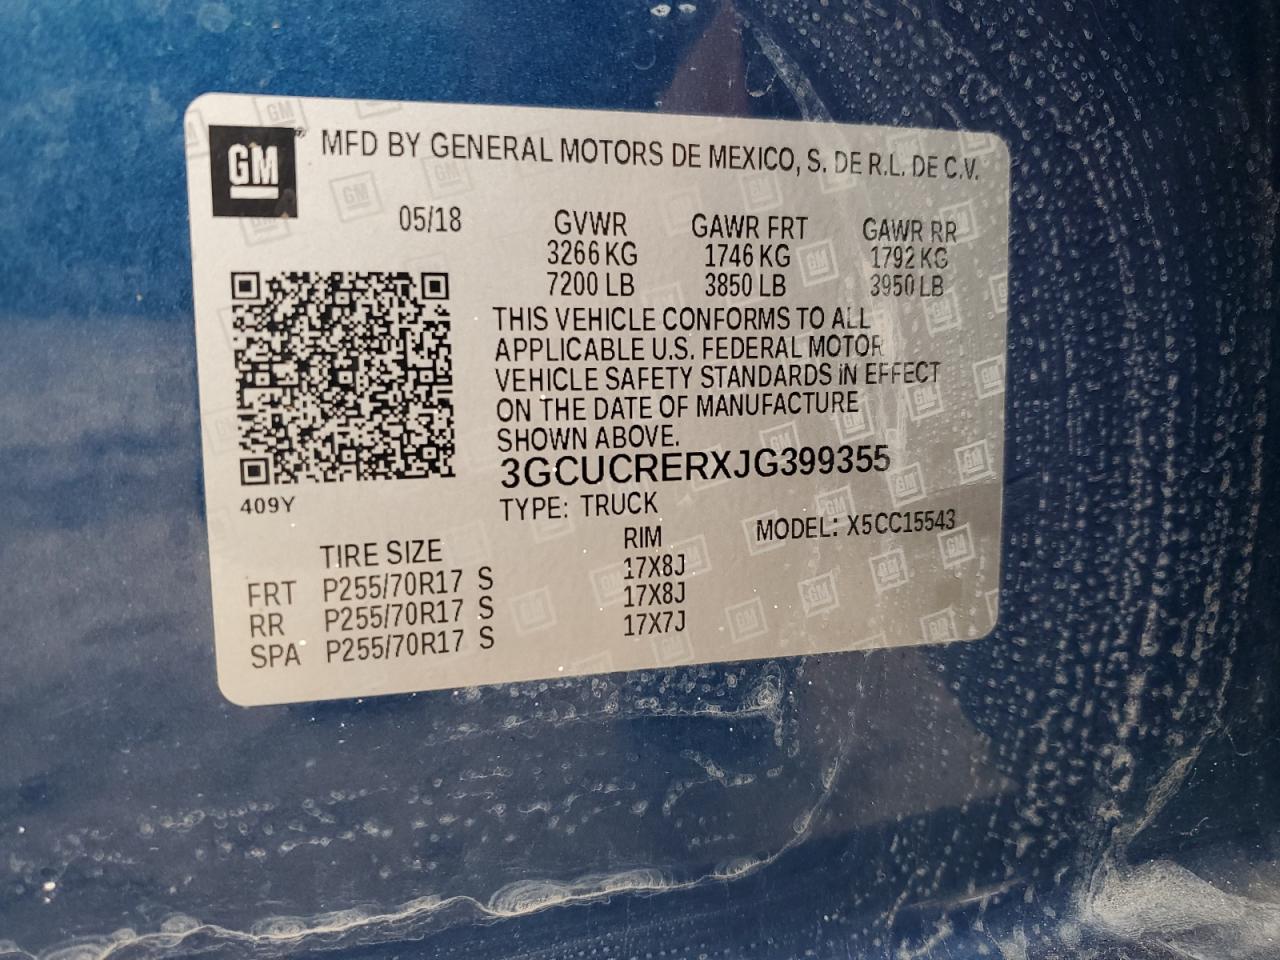 GM® MFD BY GENERAL MOTORS DE MEXICO, S. DE R.L. DE C.V.
05/18 GVWR GAWR FRT GAWR RR
3266 KG 1746 KG 1792 KG
7200 LB 3850 LB 3950 LB
THIS VEHICLE CONFORMS TO ALL
APPLICABLE U.S. FEDERAL MOTOR
VEHICLE SAFETY STANDARDS IN EFFECT
ON THE DATE OF MANUFACTURE
SHOWN ABOVE.
3GCUCRERXJG399355
409Y
TYPE: TRUCK
MODEL: X5CC15543
TIRE SIZE RIM
FRT P255/70R17 S 17X8J
RR P255/70R17 S 17X8J
SPA P255/70R17 S 17X7J